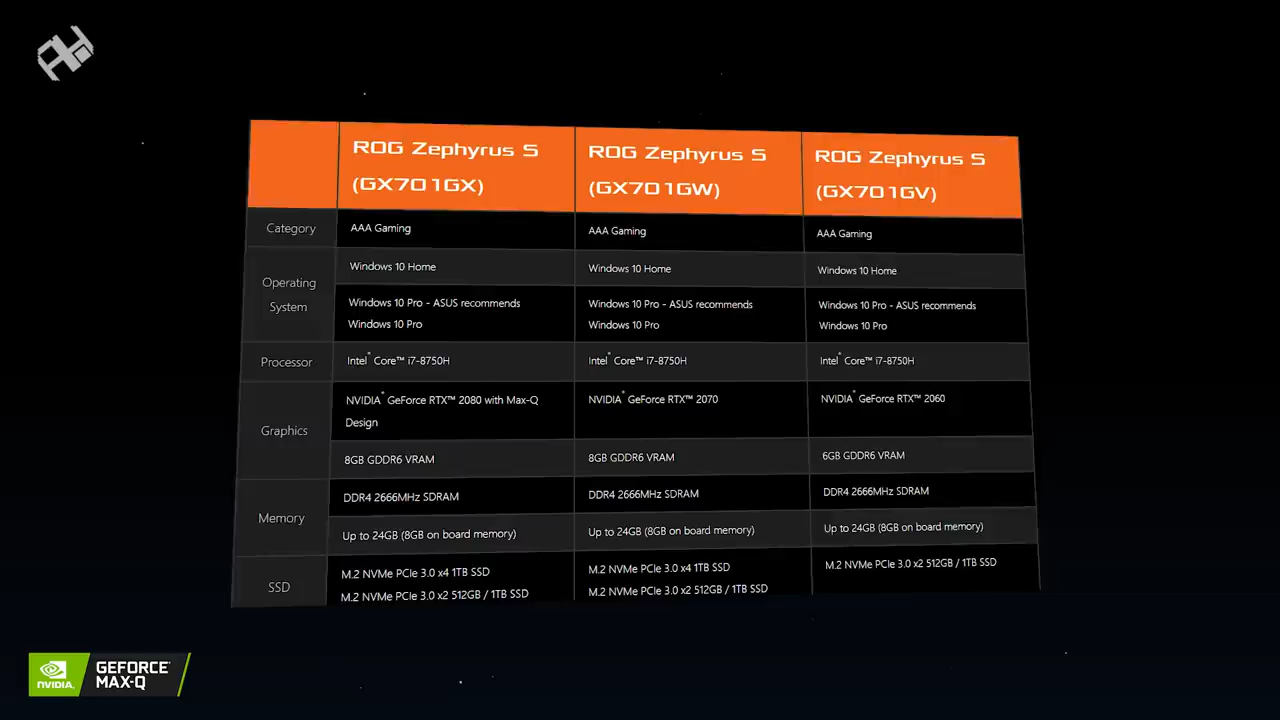 ROG Zephyrus S ROG Zephyrus S ROG Zephyrus S
(GX701GX) (GX701GW) (GX701GV)
Category AAA Gaming AAA Gaming AAA Gaming
Operating System Windows 10 Home Windows 10 Home Windows 10 Home
Windows 10 Pro - ASUS recommends Windows 10 Pro - ASUS recommends Windows 10 Pro - ASUS recommends
Windows 10 Pro Windows 10 Pro Windows 10 Pro
Processor Intel® Core™ i7-8750H Intel® Core™ i7-8750H Intel® Core™ i7-8750H
Graphics NVIDIA® GeForce RTX™ 2080 with Max-Q NVIDIA® GeForce RTX™ 2070 NVIDIA® GeForce RTX™ 2060
Design
8GB GDDR6 VRAM 8GB GDDR6 VRAM 6GB GDDR6 VRAM
Memory DDR4 2666MHz SDRAM DDR4 2666MHz SDRAM DDR4 2666MHz SDRAM
Up to 24GB (8GB on board memory) Up to 24GB (8GB on board memory) Up to 24GB (8GB on board memory)
SSD M.2 NVMe PCIe 3.0 x4 1TB SSD M.2 NVMe PCIe 3.0 x4 1TB SSD M.2 NVMe PCIe 3.0 x2 512GB / 1TB SSD
M.2 NVMe PCIe 3.0 x2 512GB / 1TB SSD M.2 NVMe PCIe 3.0 x2 512GB / 1TB SSD
NVIDIA. GEFORCE
MAX-Q